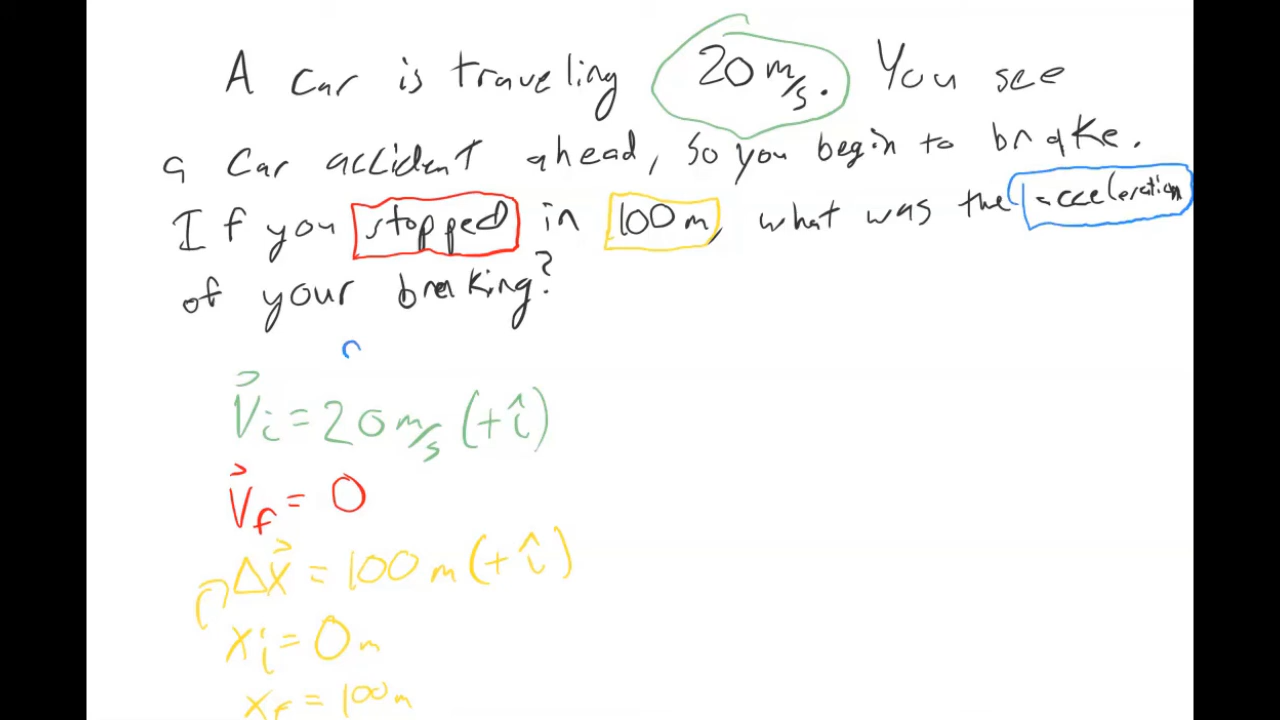 A car is traveling 20 m/s. You see
a car accident ahead, so you begin to brake.
If you stopped in 100 m, what was the acceleration
of your breaking?
V⃗i = 20 m/s (+î)
V⃗f = 0
Δx⃗ = 100 m (+î)
xi = 0 m
xf = 100 m